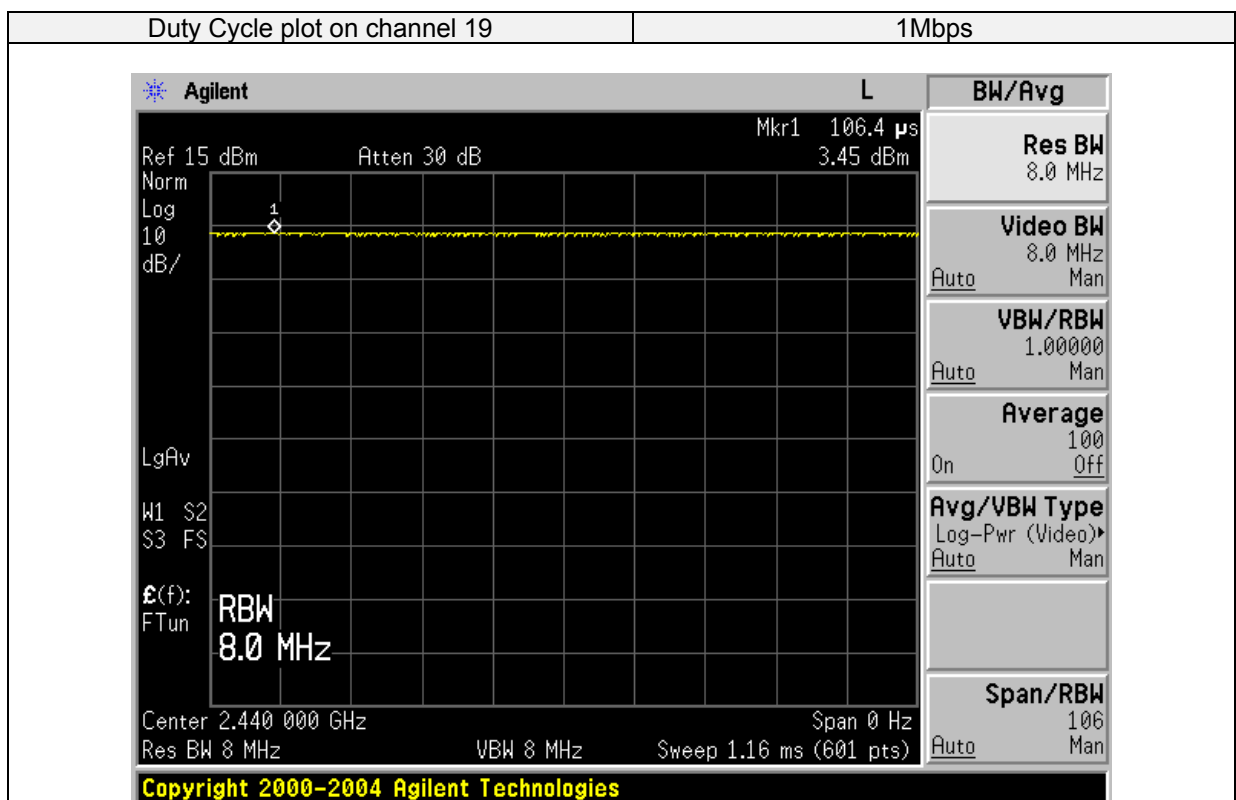 Duty Cycle plot on channel 19 1Mbps
Agilent L BW/Avg
Mkr1 106.4 µs
Ref 15 dBm Atten 30 dB 3.45 dBm
Norm
Log
10
dB/
1
LgAv
W1 S2
S3 FS
£(f):
FTun
RBW
8.0 MHz
Center 2.440 000 GHz Span 0 Hz
Res BW 8 MHz VBW 8 MHz Sweep 1.16 ms (601 pts)
Res BW
8.0 MHz
Video BW
8.0 MHz
Auto Man
VBW/RBW
1.00000
Auto Man
Average
100
On Off
Avg/VBW Type
Log-Pwr (Video)▸
Auto Man
Span/RBW
106
Auto Man
Copyright 2000-2004 Agilent Technologies